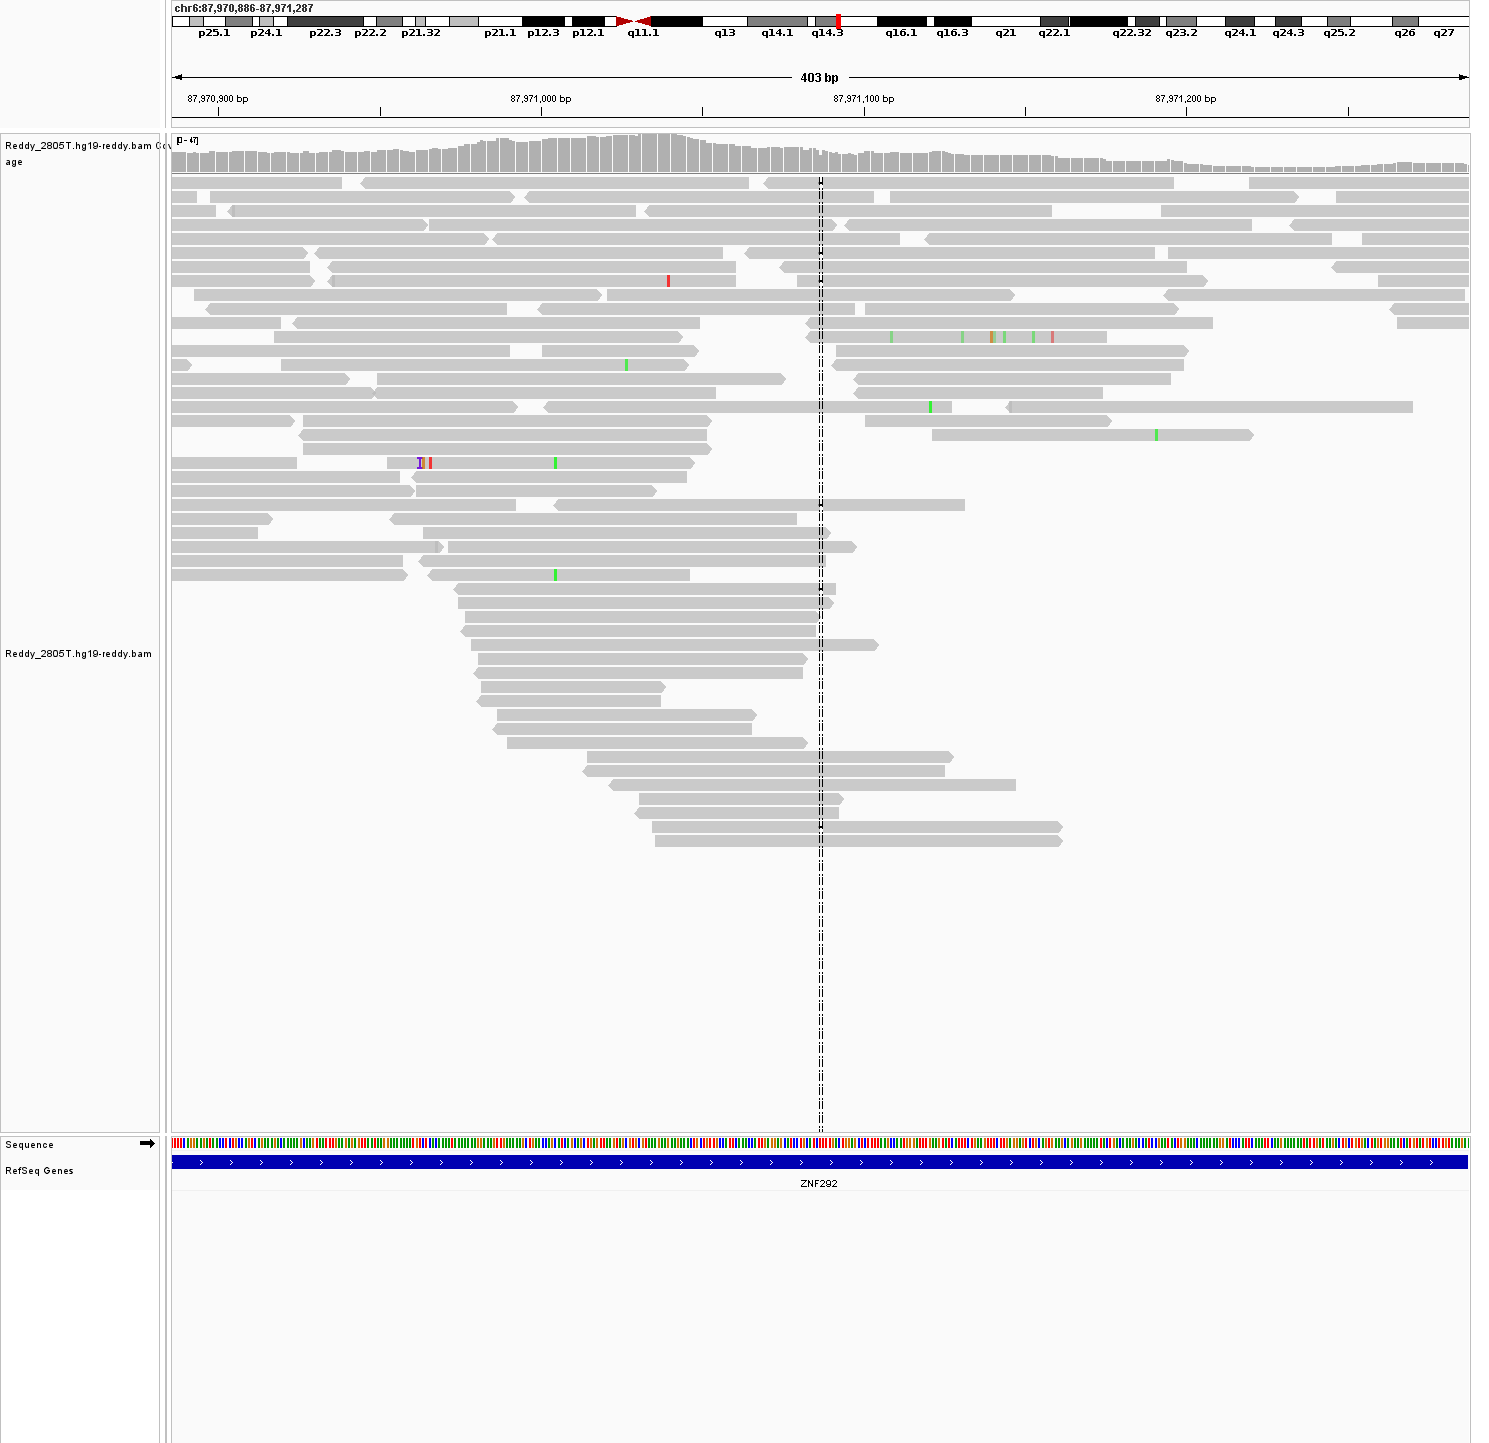 chr6:87,970,886-87,971,287
p25.1 p24.1 p22.3 p22.2 p21.32 p21.1 p12.3 p12.1 q11.1 q13 q14.1 q14.3 q16.1 q16.3 q21 q22.1 q22.32 q23.2 q24.1 q24.3 q25.2 q26 q27
403 bp
87,970,900 bp 87,971,000 bp 87,971,100 bp 87,971,200 bp
Reddy_2805T.hg19-reddy.bam Cov
age
[0 - 47]
Reddy_2805T.hg19-reddy.bam
Sequence
RefSeq Genes
ZNF292